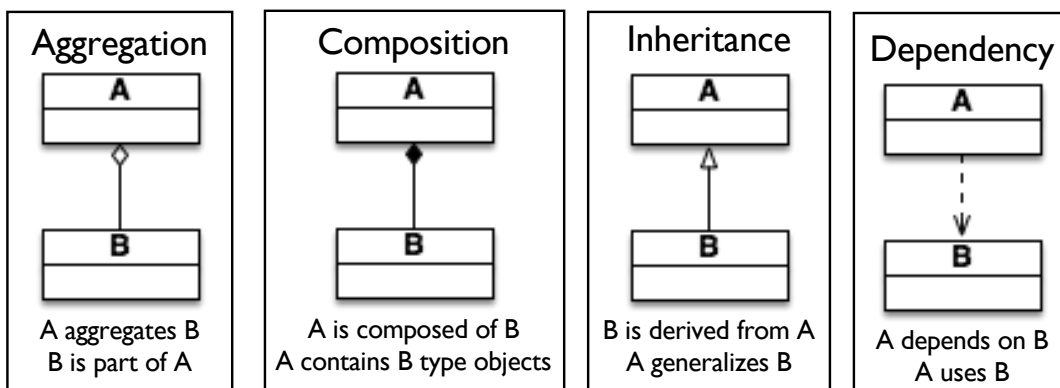 Aggregation
A
B
A aggregates B
B is part of A
Composition
A
B
A is composed of B
A contains B type objects
Inheritance
A
B
B is derived from A
A generalizes B
Dependency
A
B
A depends on B
A uses B